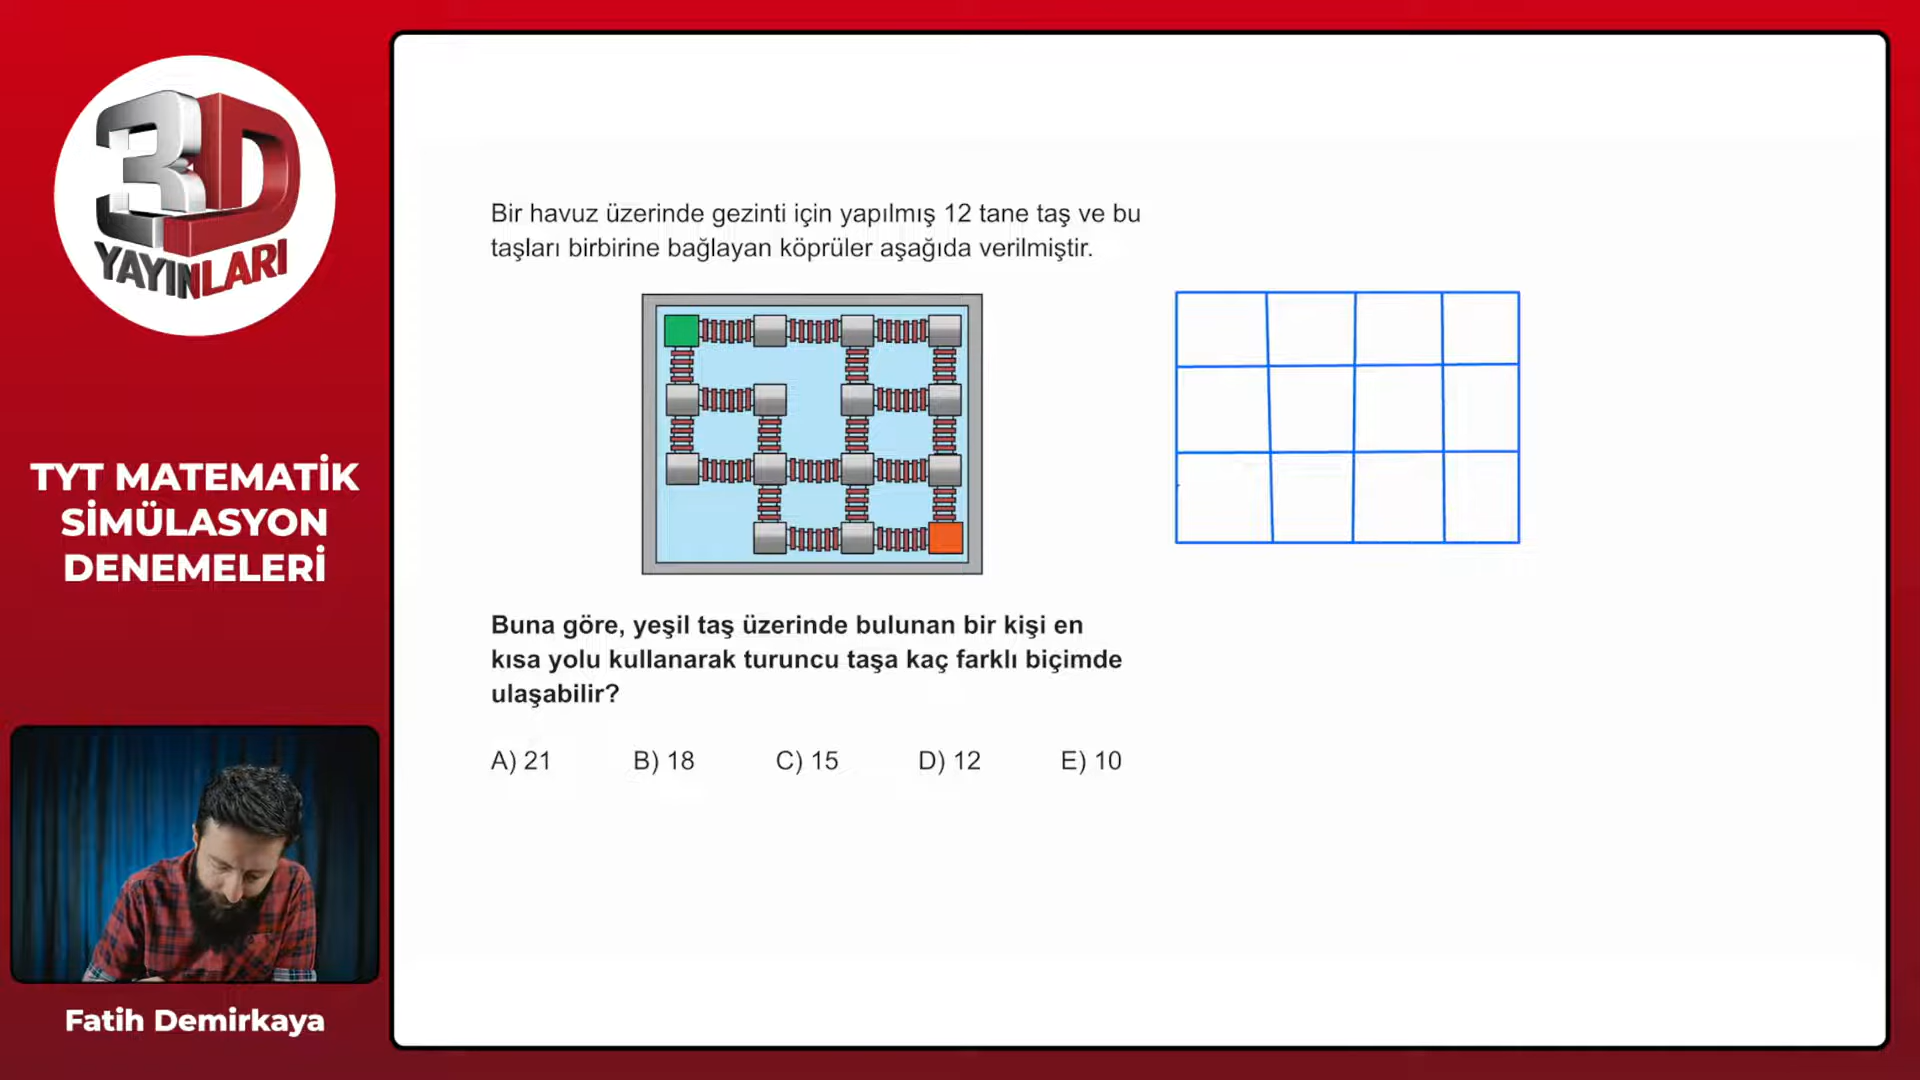 3D
YAYINLARI
TYT MATEMATİK
SİMÜLASYON
DENEMELERİ
Fatih Demirkaya
Bir havuz üzerinde gezinti için yapılmış 12 tane taş ve bu
taşları birbirine bağlayan köprüler aşağıda verilmiştir.
Buna göre, yeşil taş üzerinde bulunan bir kişi en
kısa yolu kullanarak turuncu taşa kaç farklı biçimde
ulaşabilir?
A) 21 B) 18 C) 15 D) 12 E) 10